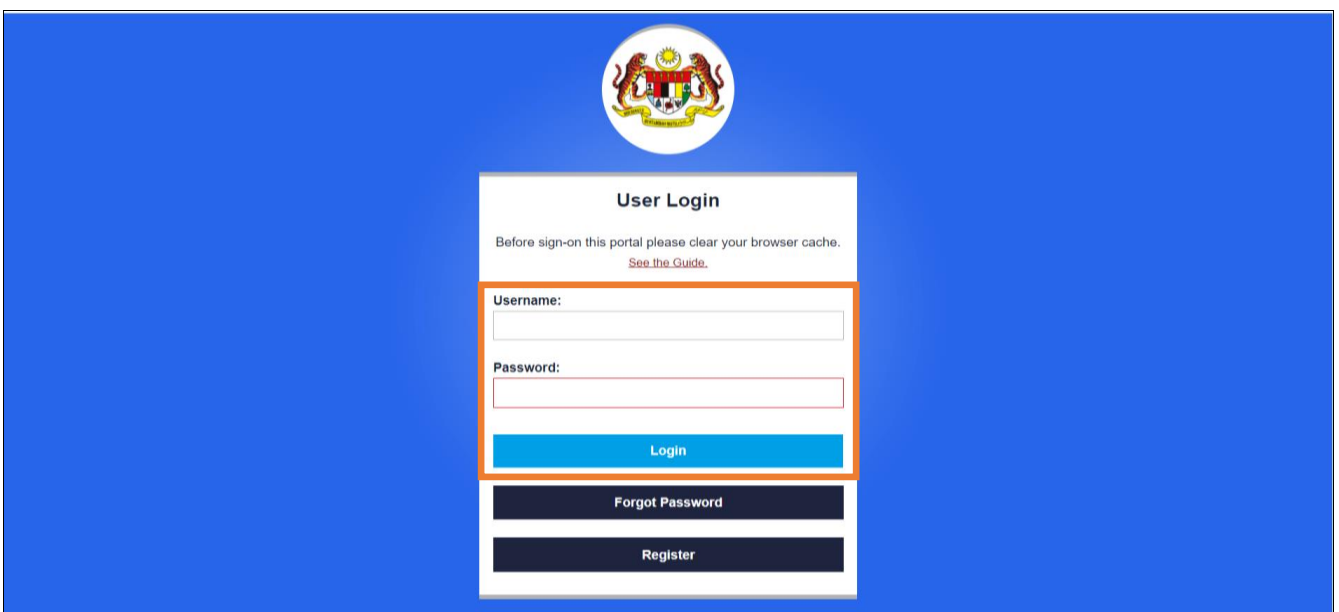 User Login
Before sign-on this portal please clear your browser cache.
See the Guide.
Username:
Password:
Login
Forgot Password
Register